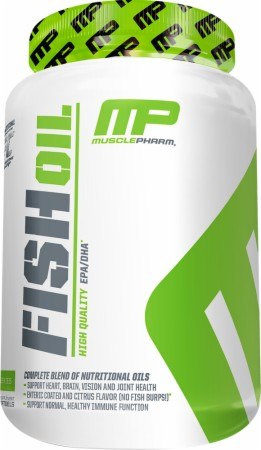 MP
MUSCLEPHARM
FISH OIL
HIGH QUALITY EPA/DHA*
COMPLETE BLEND OF NUTRITIONAL OILS
• SUPPORT HEART, BRAIN, VISION AND JOINT HEALTH
• ENTERIC COATED AND CITRUS FLAVOR (NO FISH BURPS!)*
• SUPPORT NORMAL, HEALTHY IMMUNE FUNCTION